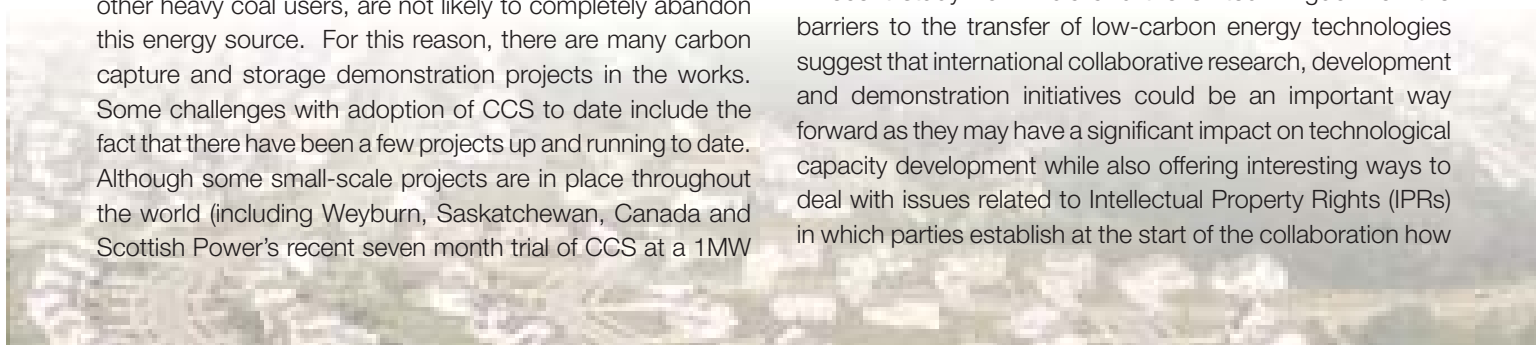 other heavy coal users, are not likely to completely abandon
this energy source. For this reason, there are many carbon
capture and storage demonstration projects in the works.
Some challenges with adoption of CCS to date include the
fact that there have been a few projects up and running to date.
Although some small-scale projects are in place throughout
the world (including Weyburn, Saskatchewan, Canada and
Scottish Power's recent seven month trial of CCS at a 1MW
barriers to the transfer of low-carbon energy technologies
suggest that international collaborative research, development
and demonstration initiatives could be an important way
forward as they may have a significant impact on technological
capacity development while also offering interesting ways to
deal with issues related to Intellectual Property Rights (IPRs)
in which parties establish at the start of the collaboration how